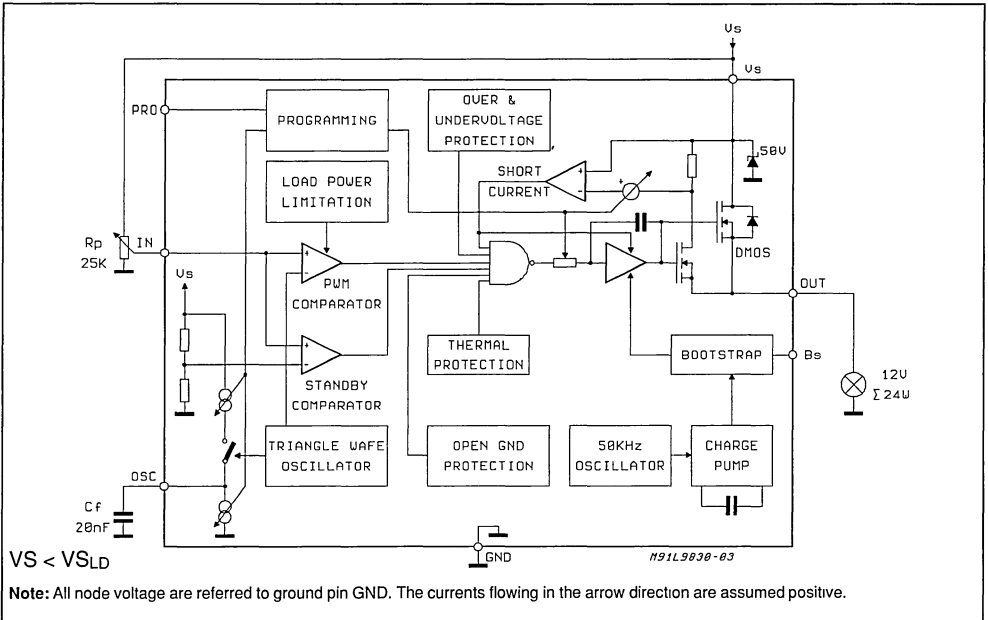 Vs
Vs
PRO
PROGRAMMING
OVER &
UNDERVOLTAGE
PROTECTION
50V
SHORT
CURRENT
+
-
+
LOAD POWER
LIMITATION
DMOS
Rp
25K
IN
+
-
PWM
COMPARATOR
Vs
OUT
THERMAL
PROTECTION
BOOTSTRAP
Bs
+
-
STANDBY
COMPARATOR
12V
Σ24W
TRIANGLE WAFE
OSCILLATOR
OPEN GND
PROTECTION
50KHz
OSCILLATOR
CHARGE
PUMP
OSC
Cf
20nF
GND
M91L9830-03
VS < VSLD
Note: All node voltage are referred to ground pin GND. The currents flowing in the arrow direction are assumed positive.